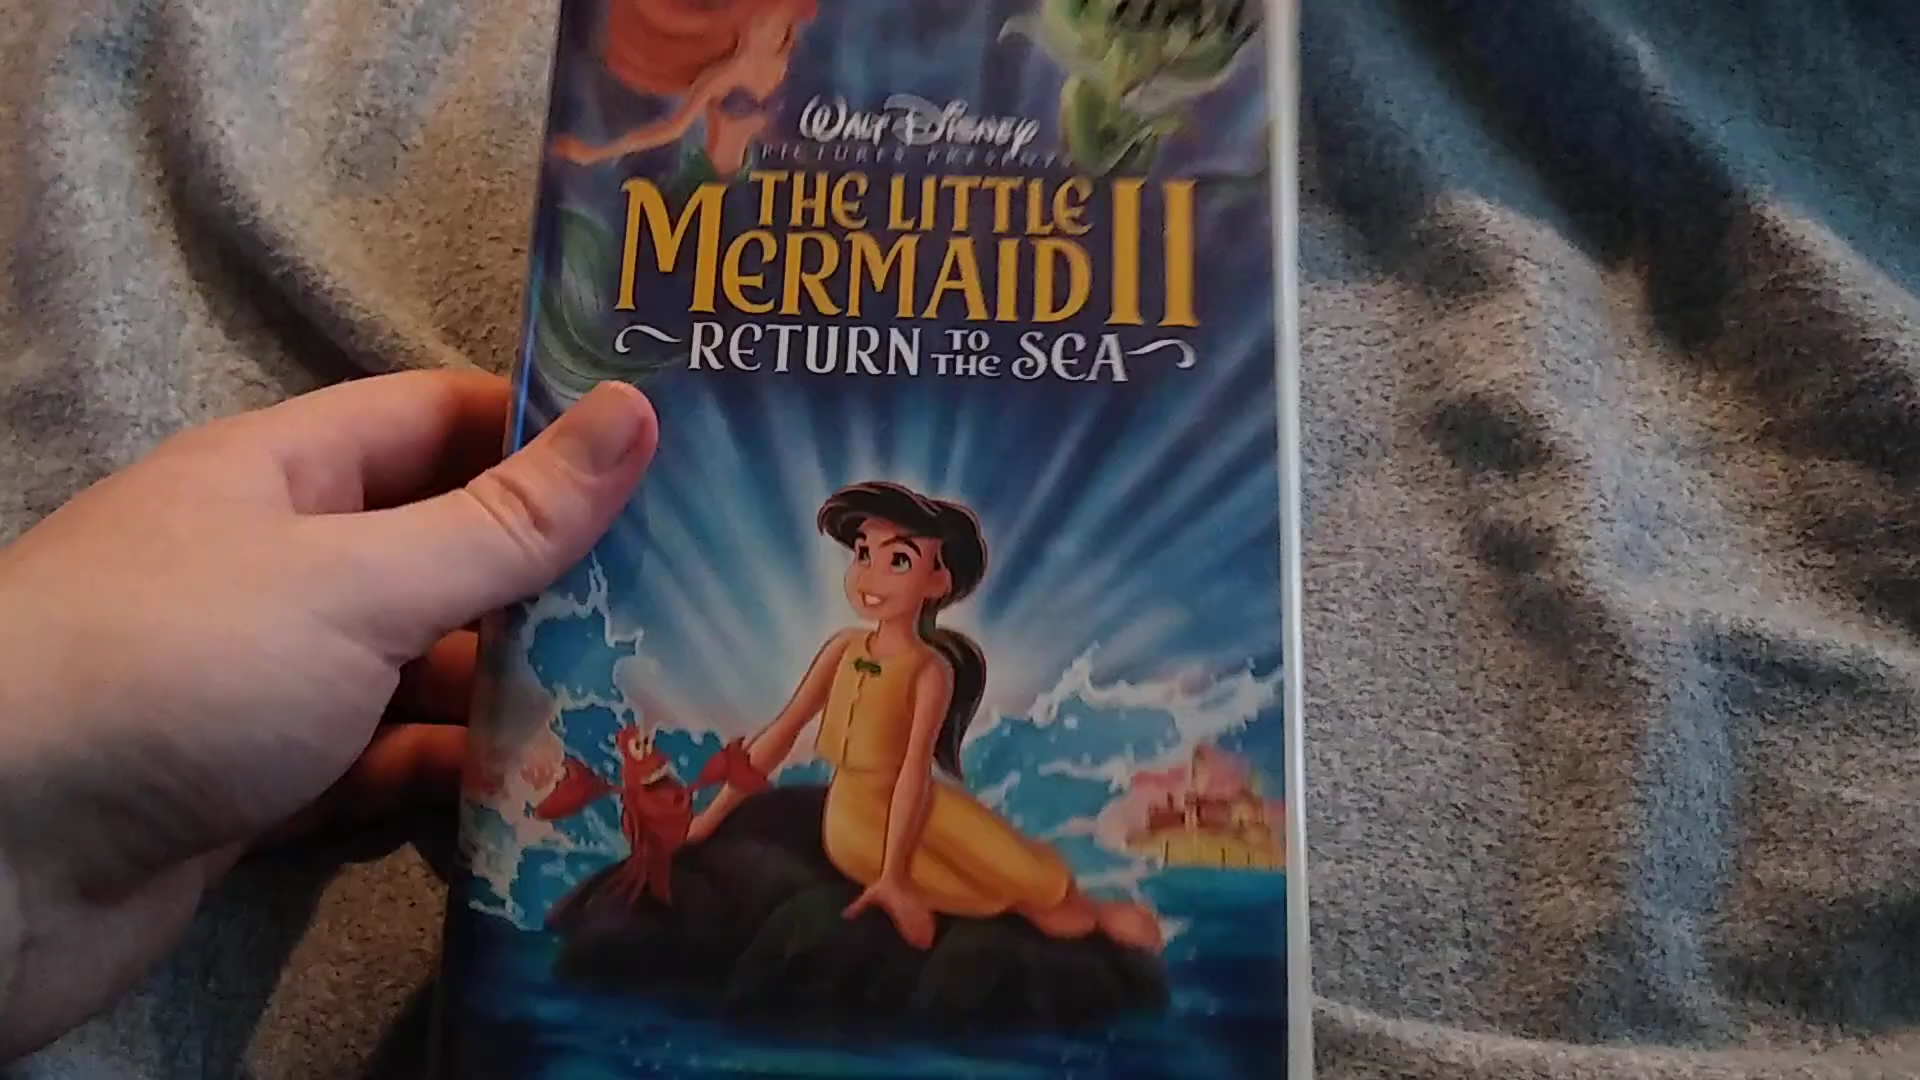 WALT DISNEY
PICTURES PRESENTS
THE LITTLE
MERMAID II
RETURN TO THE SEA